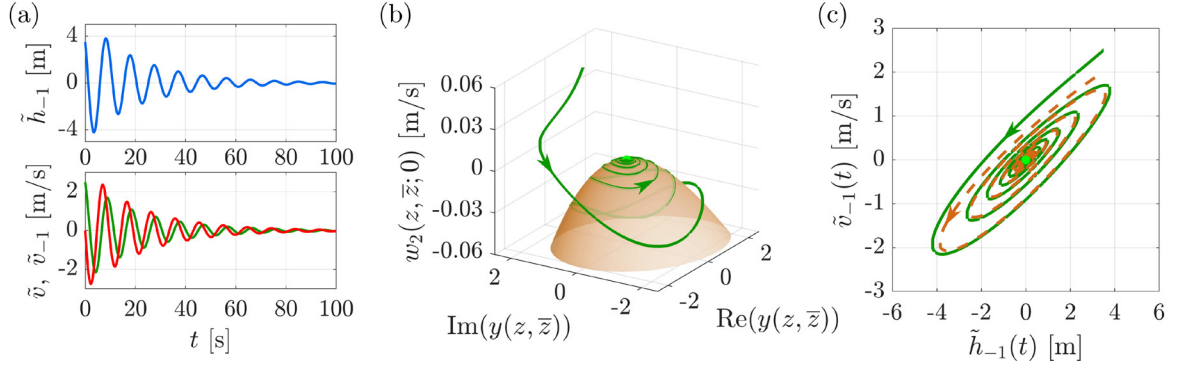 (a)
h̃₋₁ [m]
4
0
-4
0 20 40 60 80 100
ṽ, ṽ₋₁ [m/s]
2
0
-2
0 20 40 60 80 100
t [s]
(b)
w₂(z, z̅; 0) [m/s]
0.06
0.03
0
-0.03
-0.06
2 0 -2
Im(y(z, z̅))
-2 0 2
Re(y(z, z̅))
(c)
ṽ₋₁(t) [m/s]
3
2
1
0
-1
-2
-3
-6 -4 -2 0 2 4 6
h̃₋₁(t) [m]